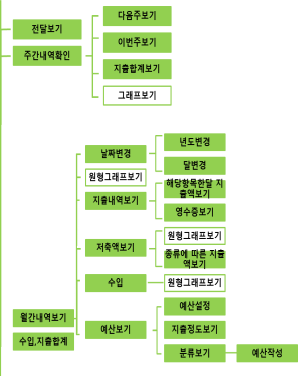 전달보기
주간내역확인
다음주보기
이번주보기
지출합계보기
그래프보기
월간내역보기
수입,지출합계
날짜변경
년도변경
달변경
원형그래프보기
지출내역보기
해당항목한달 지
출액보기
영수증보기
저축액보기
원형그래프보기
종류에 따른 지출
액보기
수입
원형그래프보기
예산보기
예산설정
지출정도보기
분류보기
예산작성